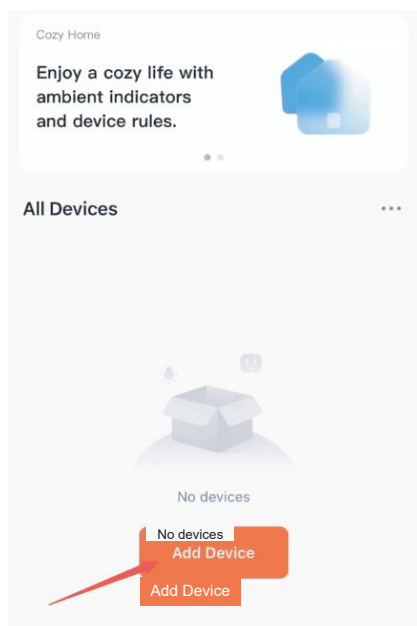 Cozy Home
Enjoy a cozy life with
ambient indicators
and device rules.
All Devices
No devices
No devices
Add Device
Add Device